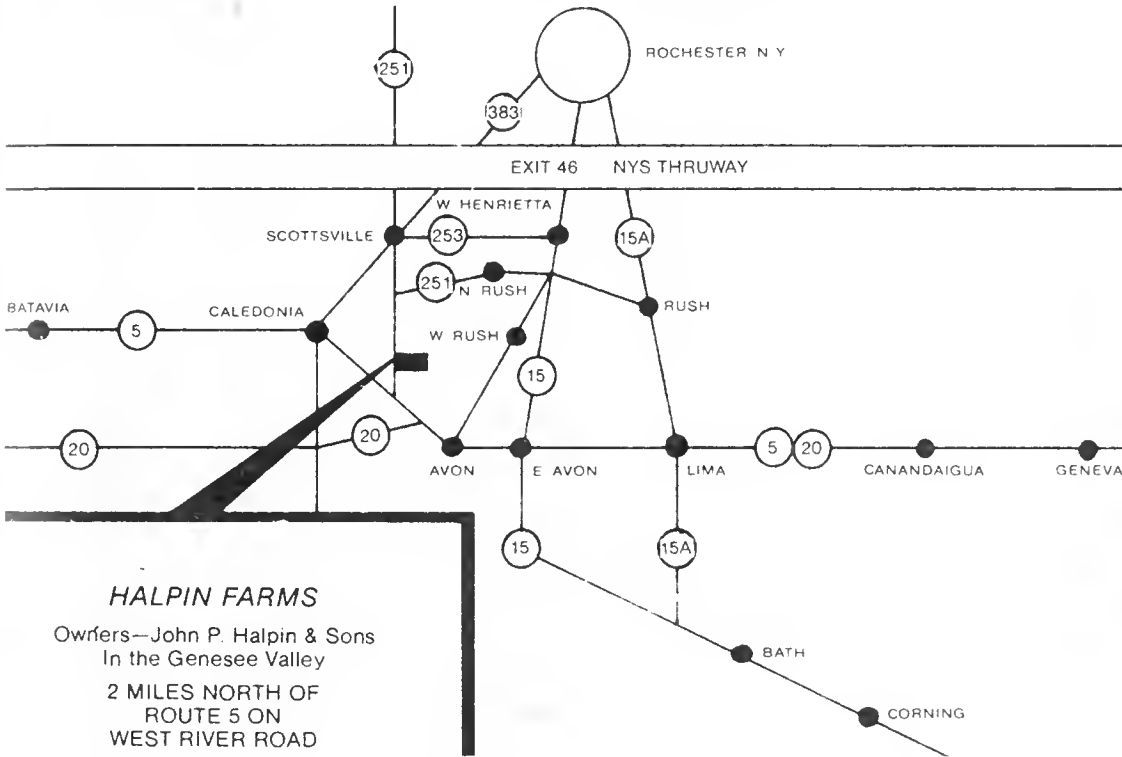 ROCHESTER N Y
251
383
EXIT 46 NYS THRUWAY
W HENRIETTA
SCOTTSVILLE
253
15A
251
N RUSH
BATAVIA
5
CALEDONIA
RUSH
W RUSH
15
20
20
AVON
E AVON
LIMA
5
20
CANANDAIGUA
GENEVA
15
15A
HALPIN FARMS
Owners—John P. Halpin & Sons
In the Genesee Valley
2 MILES NORTH OF
ROUTE 5 ON
WEST RIVER ROAD
BATH
CORNING